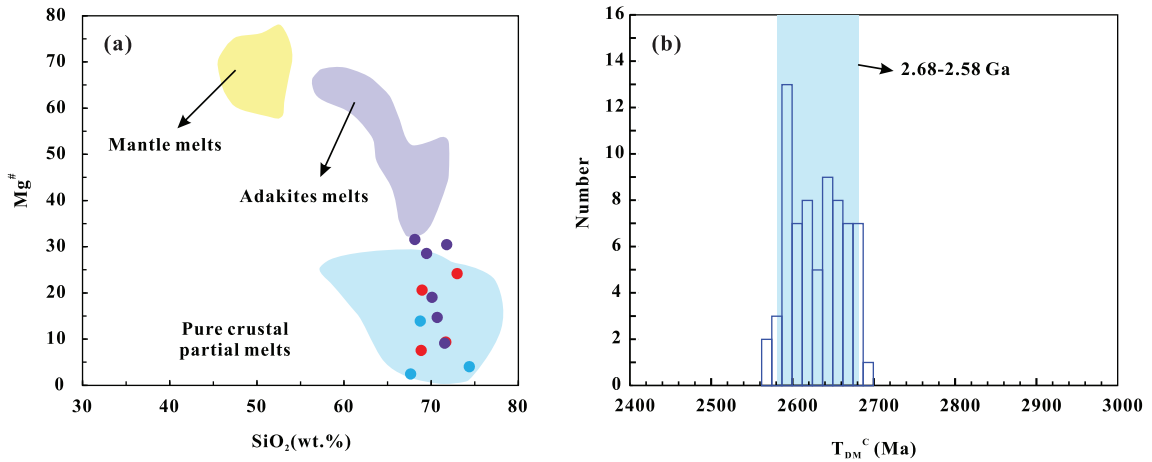 (a)
80
70
60
50
40
30
20
10
0
Mg#
Mantle melts
Adakites melts
Pure crustal
partial melts
30 40 50 60 70 80
SiO₂(wt.%)
(b)
16
14
12
10
8
6
4
2
0
Number
2.68-2.58 Ga
2400 2500 2600 2700 2800 2900 3000
T_DM^C (Ma)